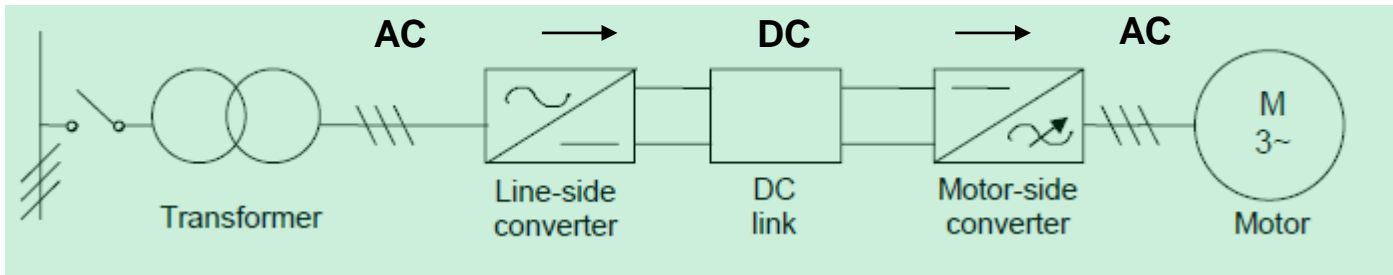 AC → DC → AC
M
3~
Transformer
Line-side
converter
DC
link
Motor-side
converter
Motor